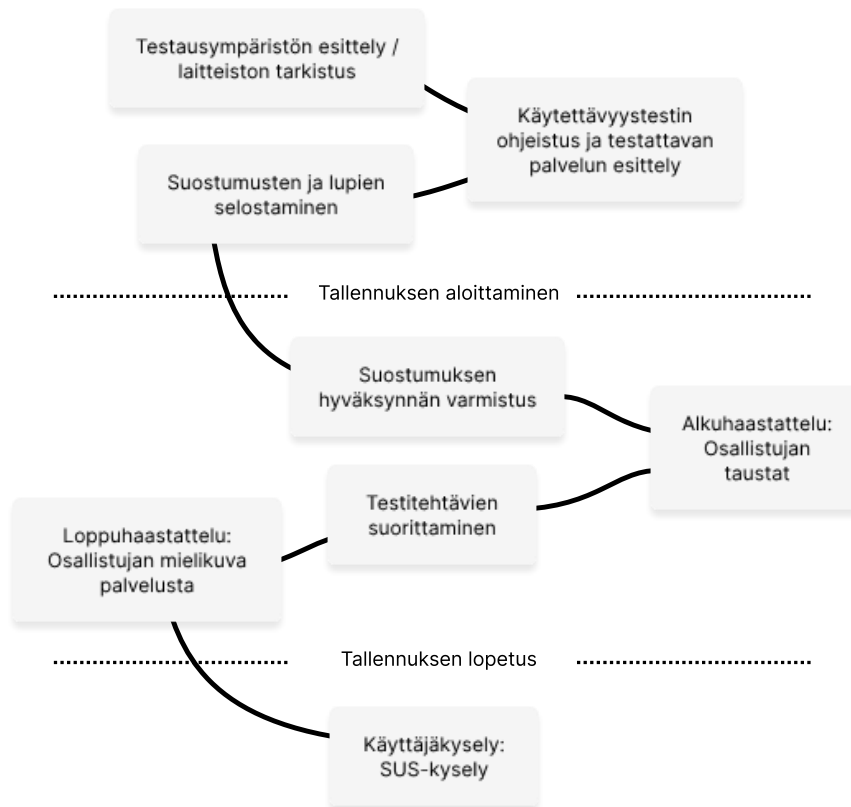 Testausympäristön esittely /
laitteiston tarkistus
Käytettävyystestin
ohjeistus ja testattavan
palvelun esittely
Suostumusten ja lupien
selostaminen
Tallennuksen aloittaminen
Suostumuksen
hyväksynnän varmistus
Alkuhaastattelu:
Osallistujan
taustat
Testitehtävien
suorittaminen
Loppuhaastattelu:
Osallistujan mielikuva
palvelusta
Tallennuksen lopetus
Käyttäjäkysely:
SUS-kysely